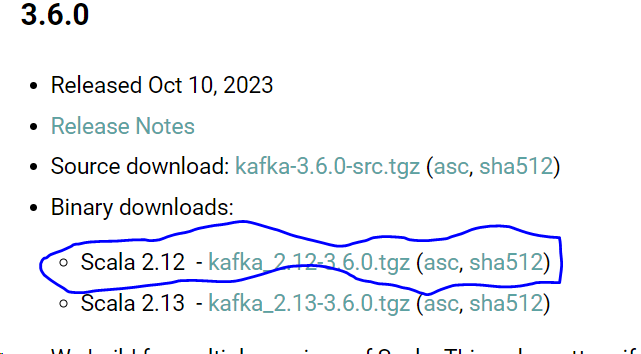 3.6.0
Released Oct 10, 2023
Release Notes
Source download: kafka-3.6.0-src.tgz (asc, sha512)
Binary downloads:
Scala 2.12 - kafka_2.12-3.6.0.tgz (asc, sha512)
Scala 2.13 - kafka_2.13-3.6.0.tgz (asc, sha512)